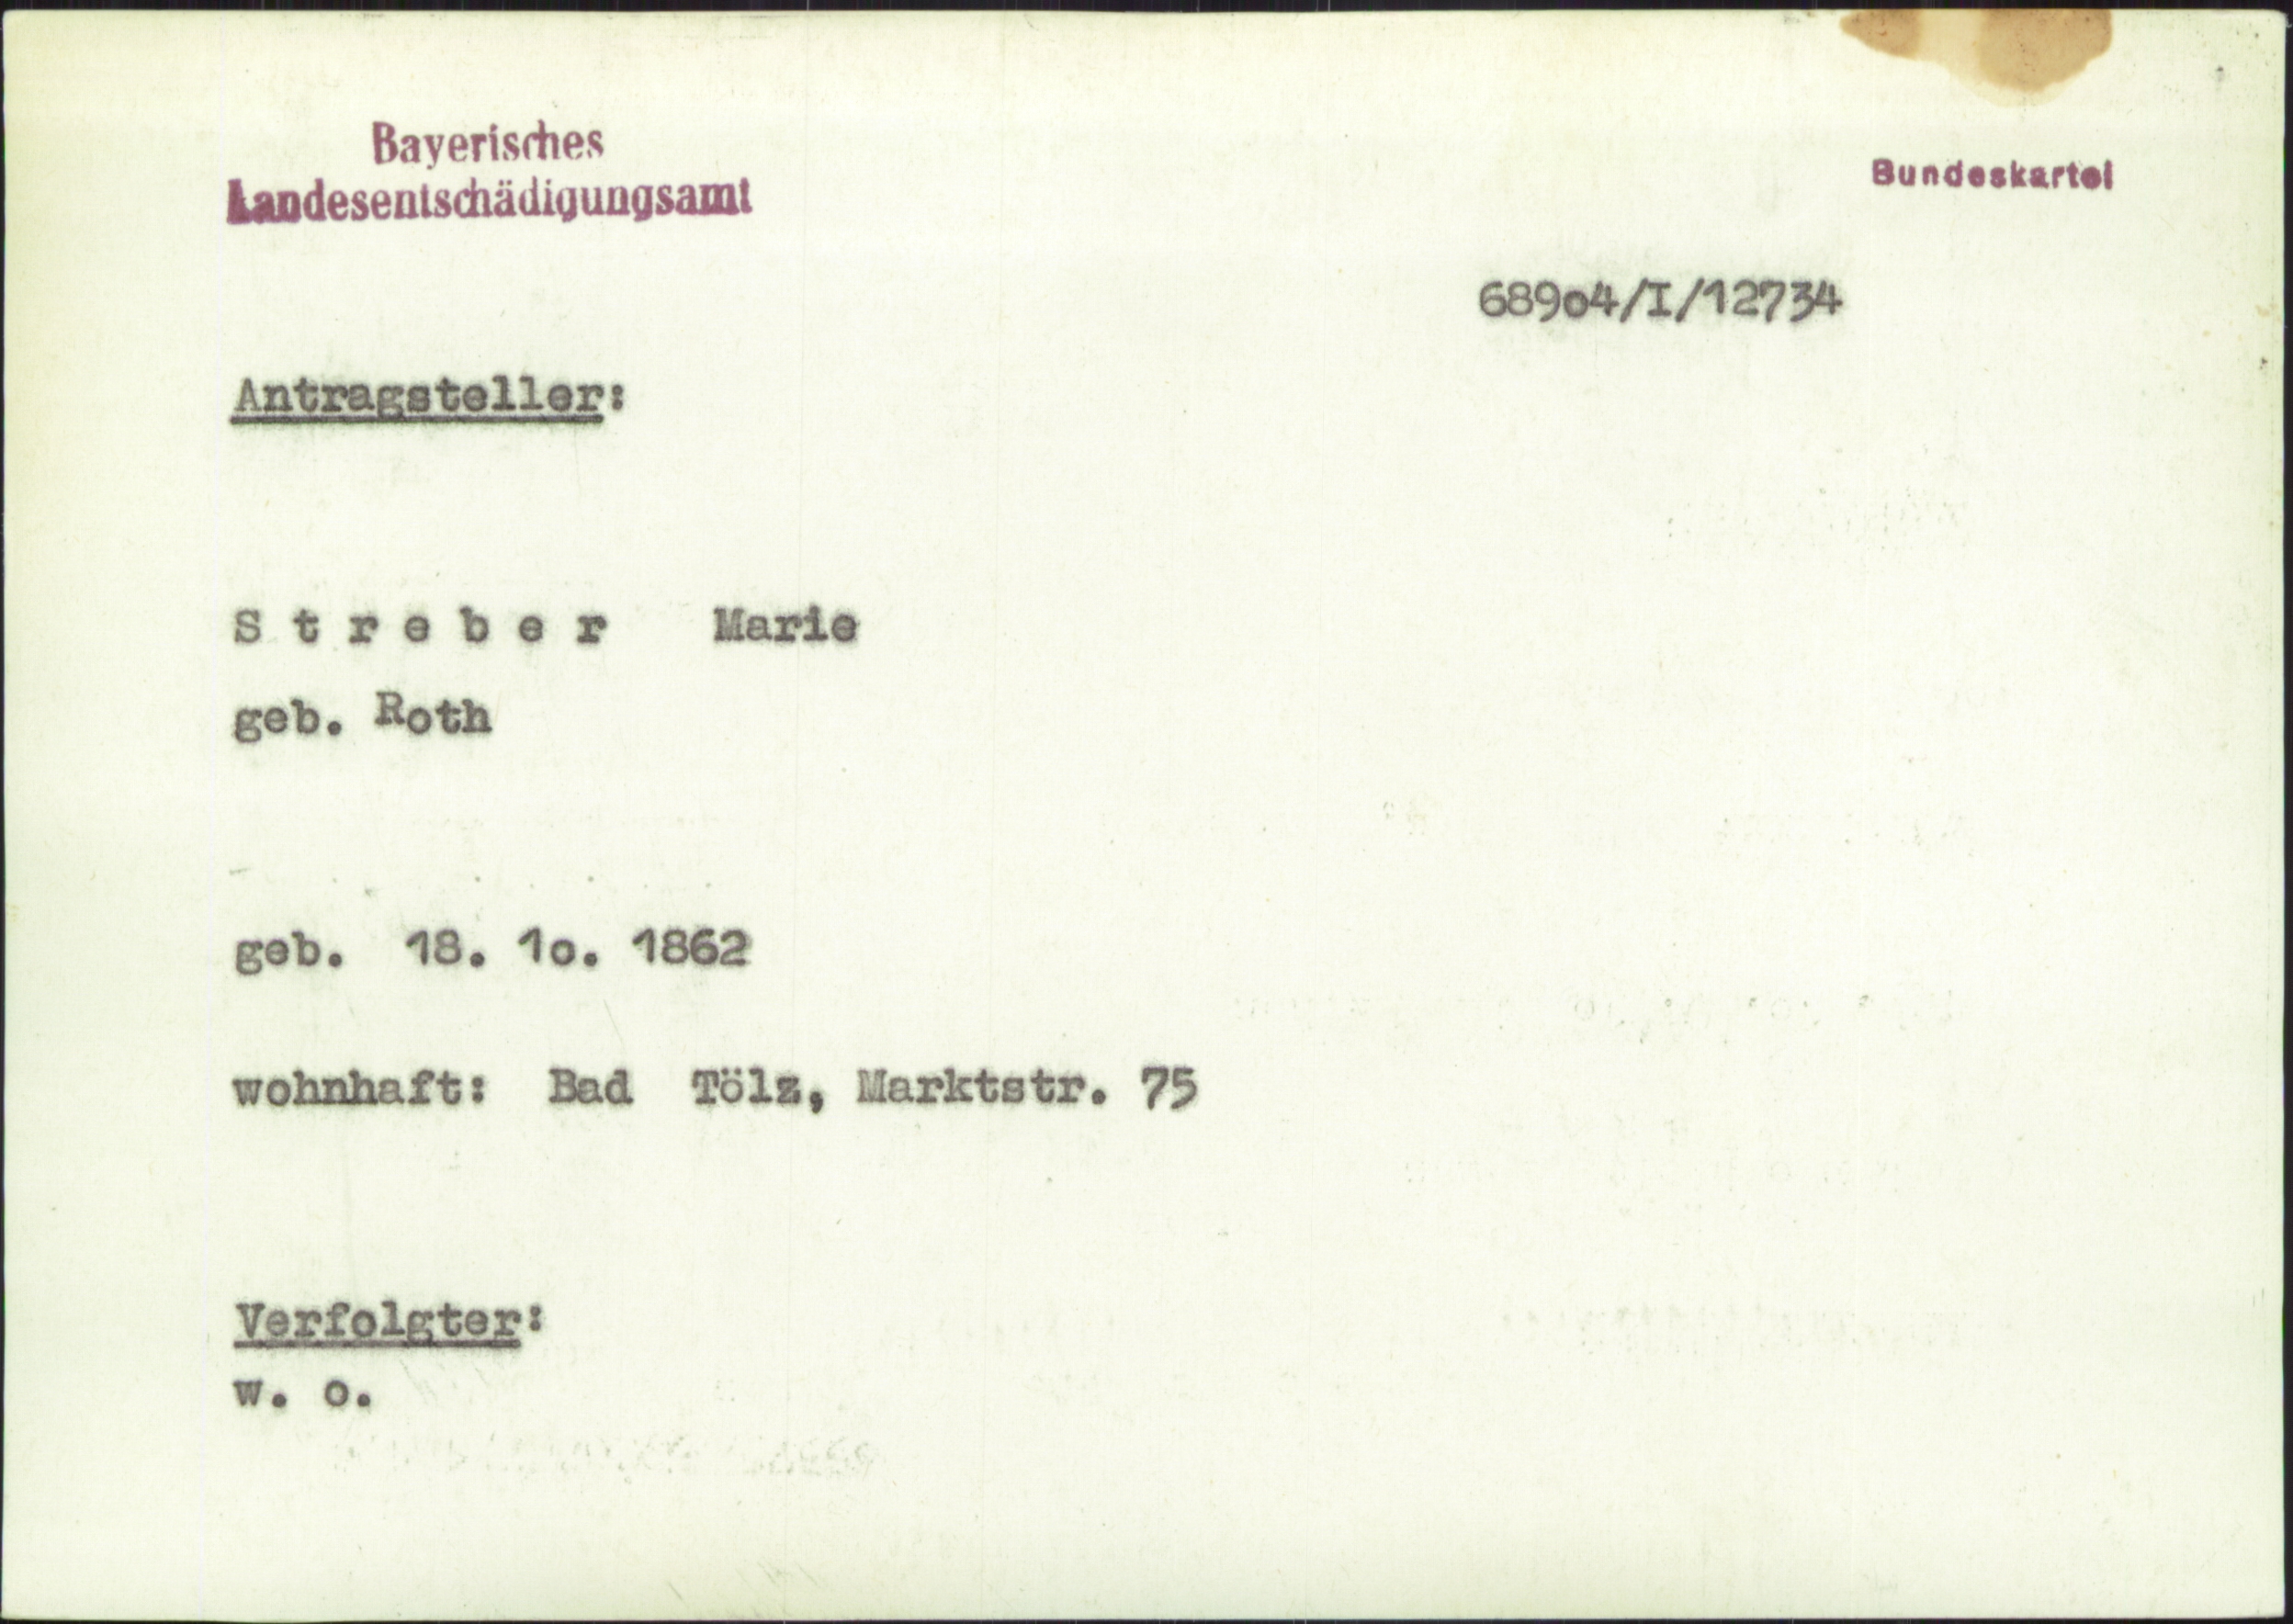 Bayerisches
Landesentschädigungsamt
Bundeskartei
68904/I/12734
Antragsteller:
S t r e b e r Marie
geb. Roth
geb. 18. 1o. 1862
wohnhaft: Bad Tölz, Marktstr. 75
Verfolgter:
w. o.